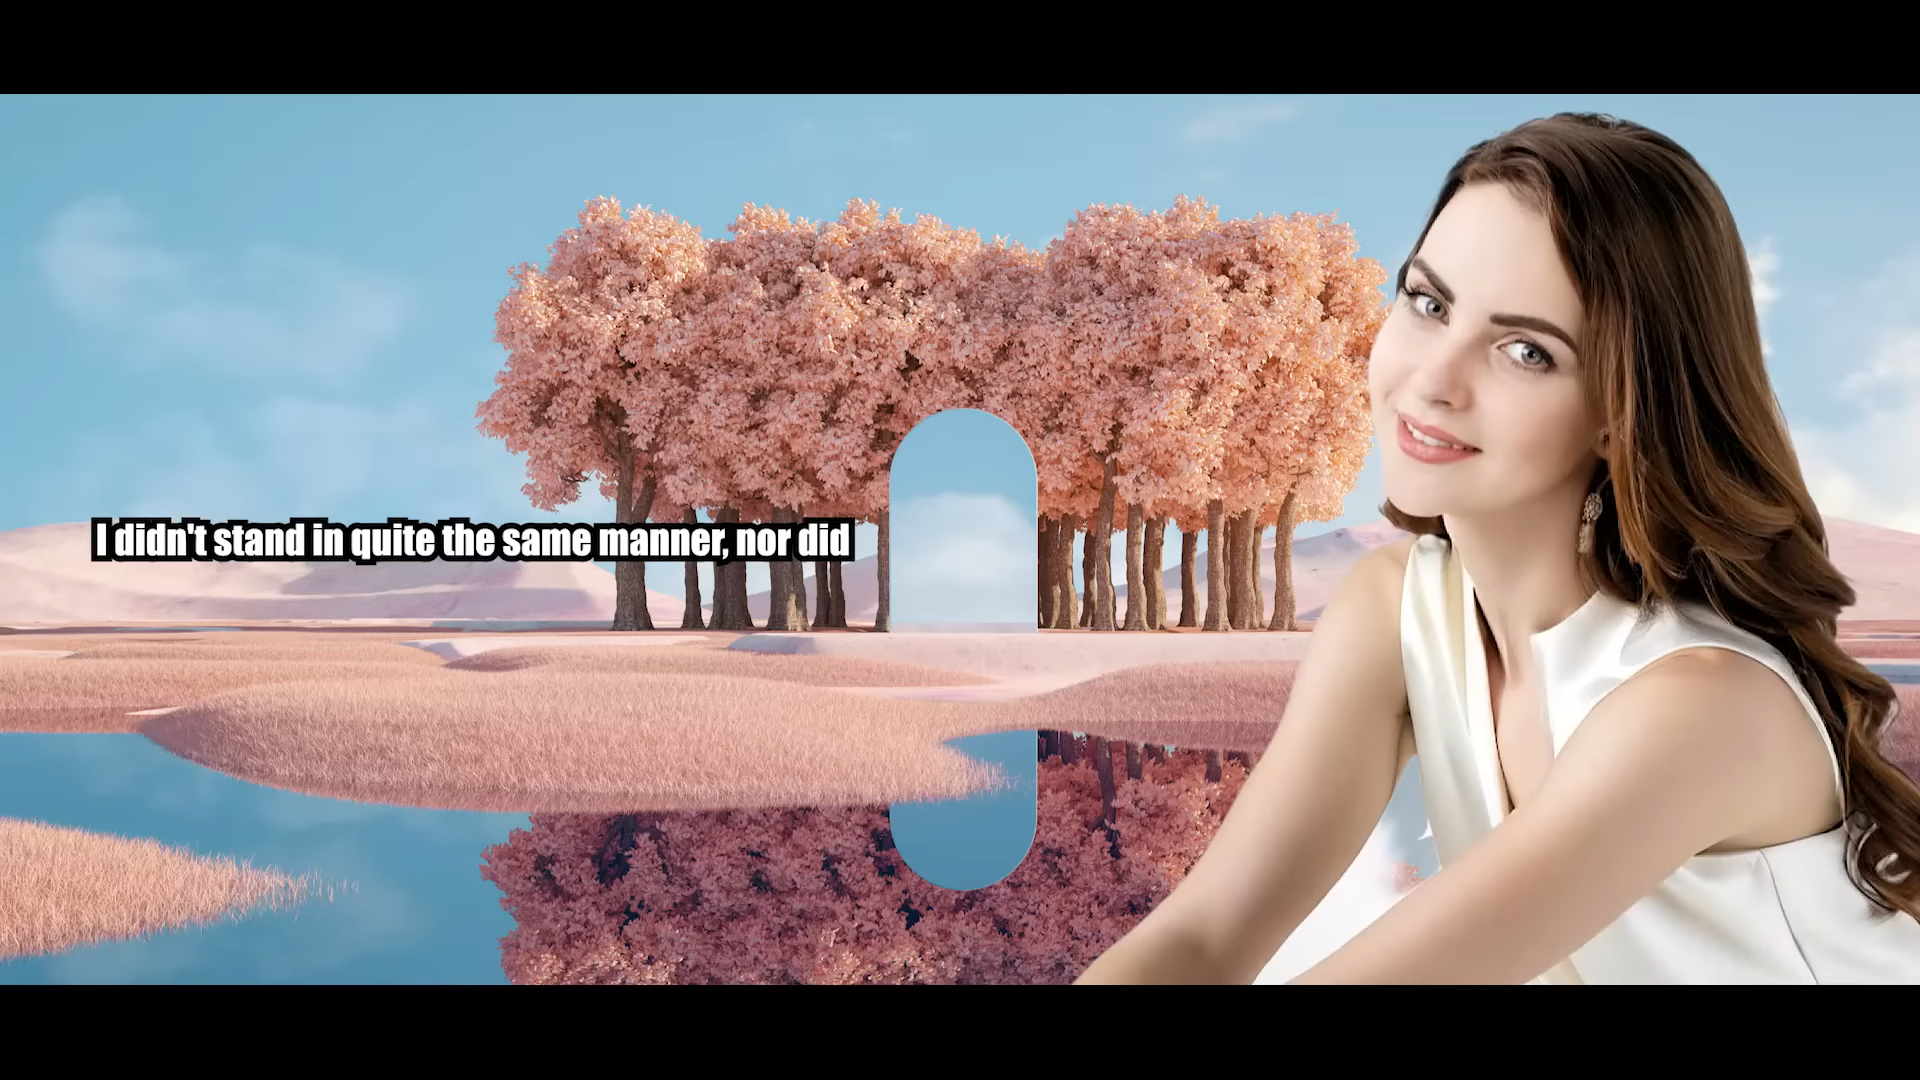 I didn't stand in quite the same manner, nor did